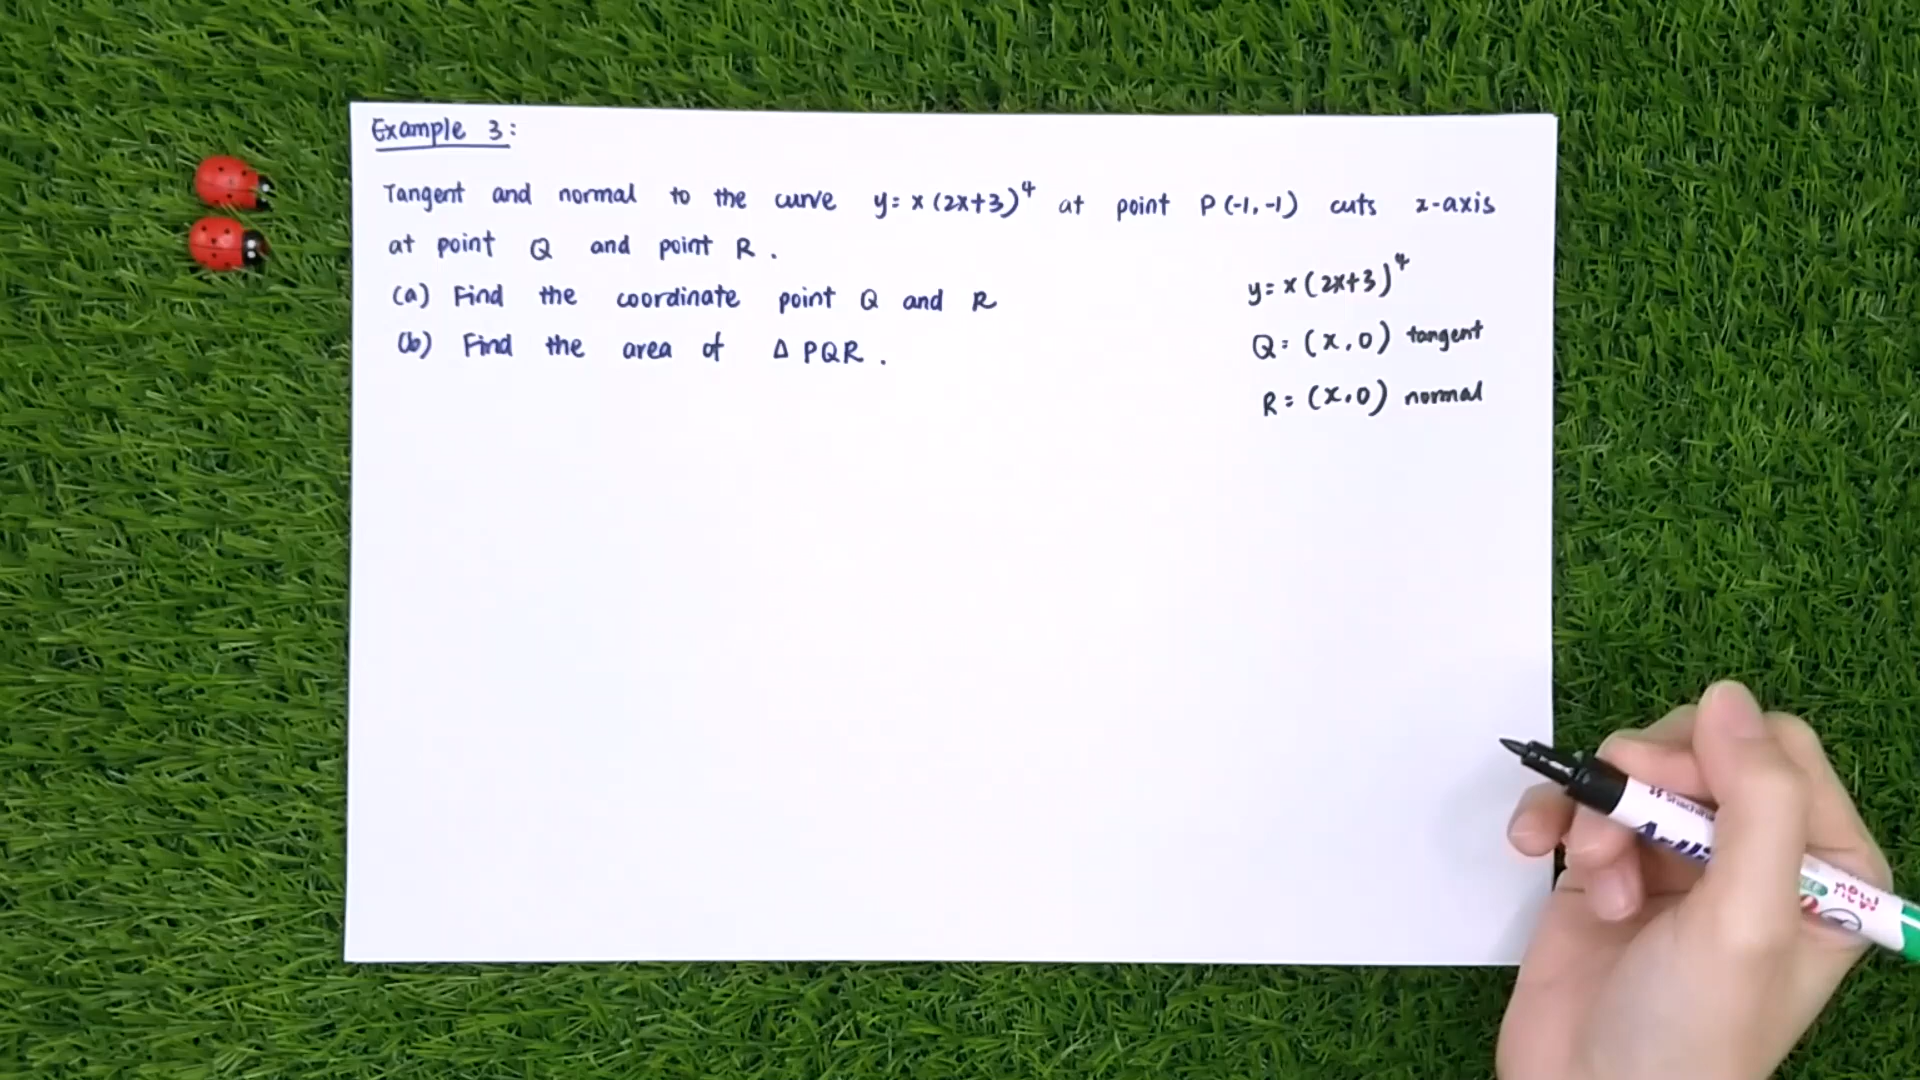 Example 3:
Tangent and normal to the curve y = x (2x+3)⁴ at point P (-1, -1) cuts x-axis
at point Q and point R.
(a) Find the coordinate point Q and R
(b) Find the area of Δ PQR.
y = x (2x+3)⁴
Q = (x, 0) tangent
R = (x, 0) normal